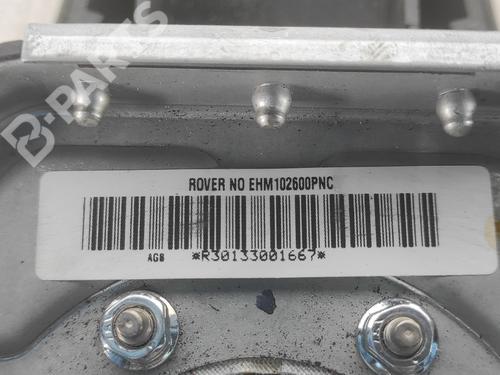 ROVER NO EHM102600PNC
AGB *R30133001667*
B-PARTS